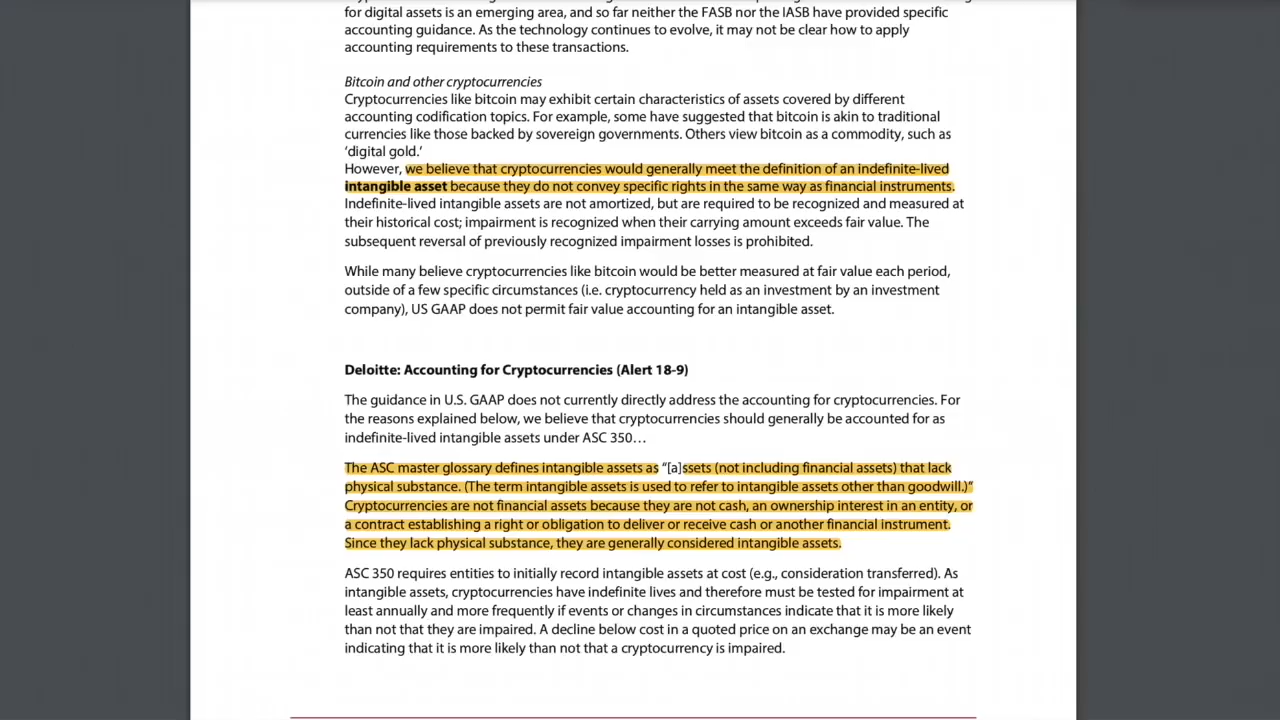 for digital assets is an emerging area, and so far neither the FASB nor the IASB have provided specific
accounting guidance. As the technology continues to evolve, it may not be clear how to apply
accounting requirements to these transactions.
Bitcoin and other cryptocurrencies
Cryptocurrencies like bitcoin may exhibit certain characteristics of assets covered by different
accounting codification topics. For example, some have suggested that bitcoin is akin to traditional
currencies like those backed by sovereign governments. Others view bitcoin as a commodity, such as
‘digital gold.’
However, we believe that cryptocurrencies would generally meet the definition of an indefinite-lived
intangible asset because they do not convey specific rights in the same way as financial instruments.
Indefinite-lived intangible assets are not amortized, but are required to be recognized and measured at
their historical cost; impairment is recognized when their carrying amount exceeds fair value. The
subsequent reversal of previously recognized impairment losses is prohibited.
While many believe cryptocurrencies like bitcoin would be better measured at fair value each period,
outside of a few specific circumstances (i.e. cryptocurrency held as an investment by an investment
company), US GAAP does not permit fair value accounting for an intangible asset.
Deloitte: Accounting for Cryptocurrencies (Alert 18-9)
The guidance in U.S. GAAP does not currently directly address the accounting for cryptocurrencies. For
the reasons explained below, we believe that cryptocurrencies should generally be accounted for as
indefinite-lived intangible assets under ASC 350…
The ASC master glossary defines intangible assets as “[a]ssets (not including financial assets) that lack
physical substance. (The term intangible assets is used to refer to intangible assets other than goodwill.)”
Cryptocurrencies are not financial assets because they are not cash, an ownership interest in an entity, or
a contract establishing a right or obligation to deliver or receive cash or another financial instrument.
Since they lack physical substance, they are generally considered intangible assets.
ASC 350 requires entities to initially record intangible assets at cost (e.g., consideration transferred). As
intangible assets, cryptocurrencies have indefinite lives and therefore must be tested for impairment at
least annually and more frequently if events or changes in circumstances indicate that it is more likely
than not that they are impaired. A decline below cost in a quoted price on an exchange may be an event
indicating that it is more likely than not that a cryptocurrency is impaired.